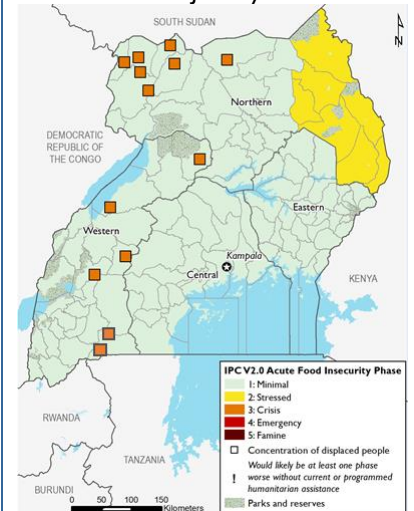 SOUTH SUDAN
N
Northern
DEMOCRATIC
REPUBLIC OF
THE CONGO
Eastern
Western
Kampala
Central
KENYA
IPC V2.0 Acute Food Insecurity Phase
1: Minimal
2: Stressed
3: Crisis
4: Emergency
5: Famine
Concentration of displaced people
Would likely be at least one phase
! worse without current or programmed
humanitarian assistance
Parks and reserves
RWANDA
TANZANIA
BURUNDI
0 50 100 150
Kilometers